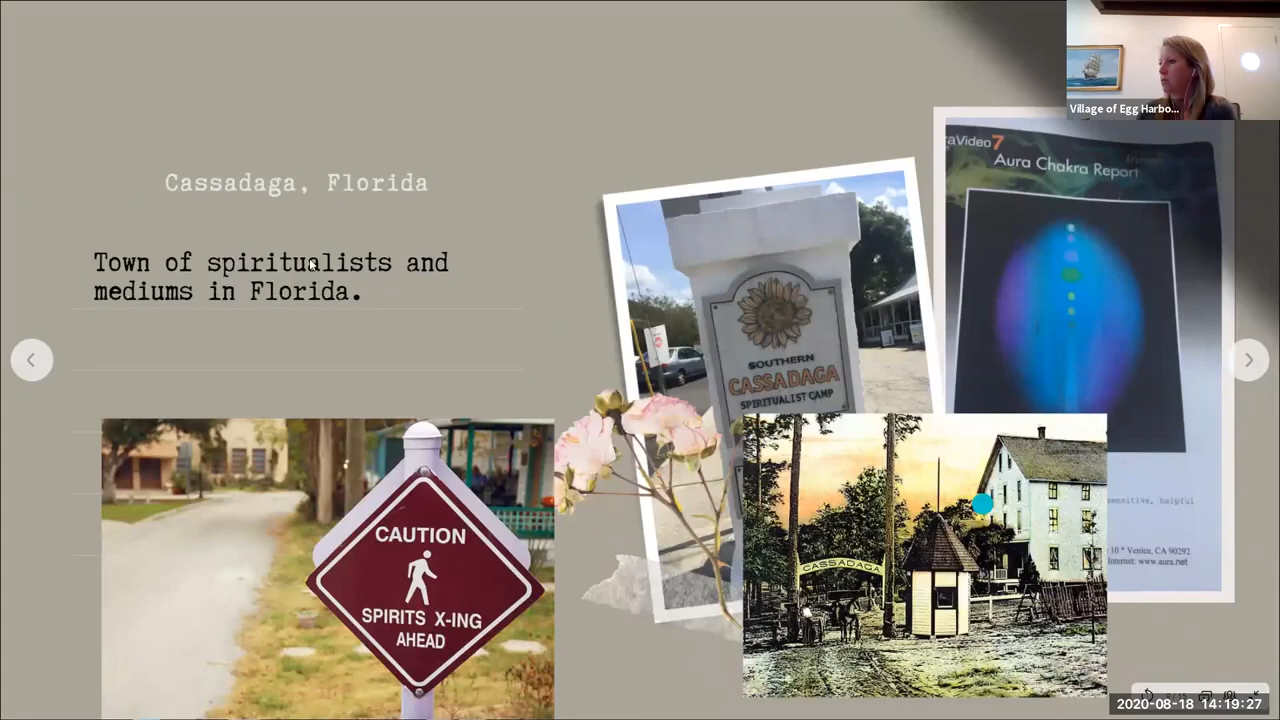 Village of Egg Harbo...
Cassadaga, Florida
Town of spiritualists and
mediums in Florida.
raVideo7
Aura Chakra Report
SOUTHERN
CASSADAGA
SPIRITUALIST CAMP
CAUTION
SPIRITS X-ING
AHEAD
CASSADAGA
sensitive, helpful
10 * Venice, CA 90292
Internet: www.aura.net
2020-08-18 14:19:27